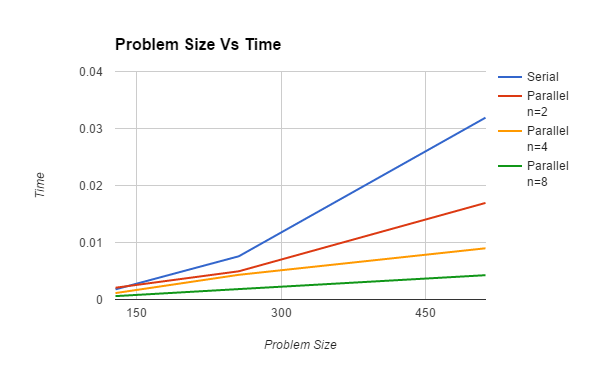 Problem Size Vs Time
0.04
0.03
0.02
0.01
0
Time
150
300
450
Problem Size
Serial
Parallel
n=2
Parallel
n=4
Parallel
n=8